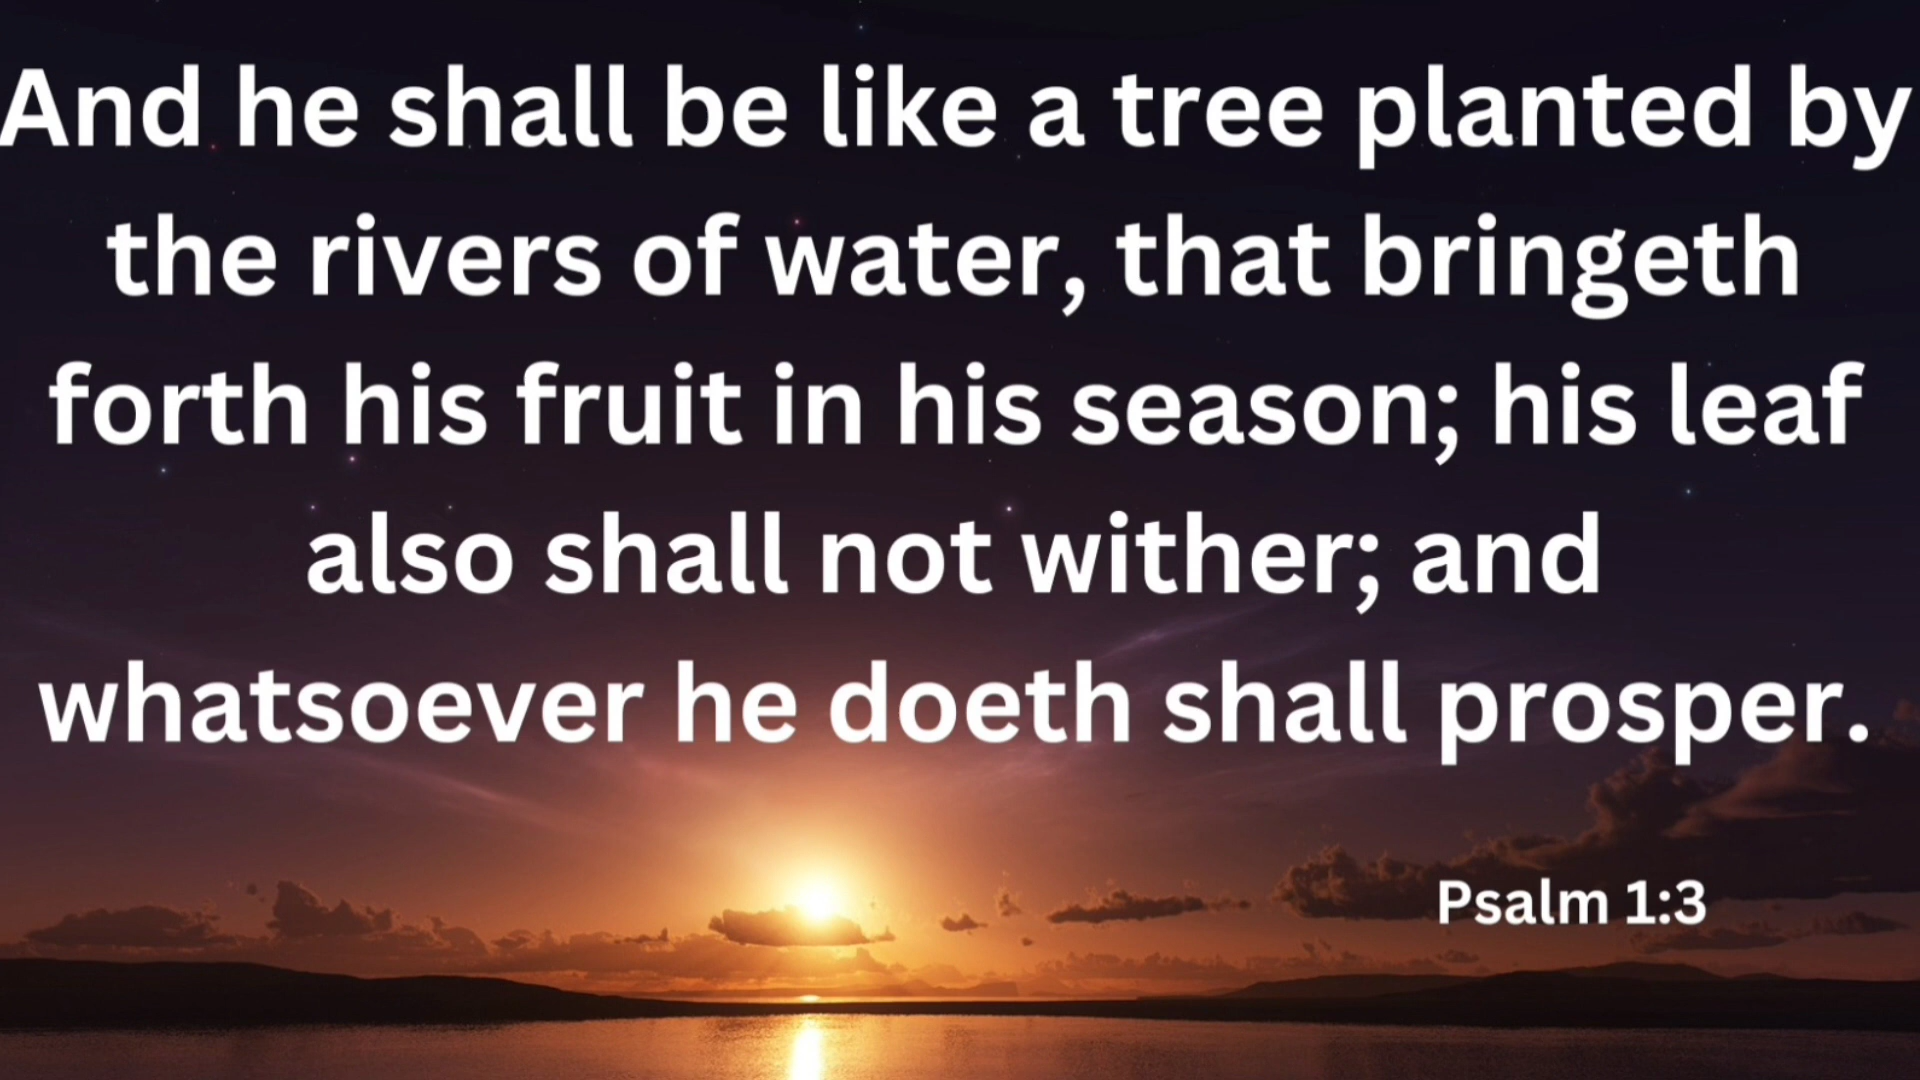 And he shall be like a tree planted by
the rivers of water, that bringeth
forth his fruit in his season; his leaf
also shall not wither; and
whatsoever he doeth shall prosper.
Psalm 1:3